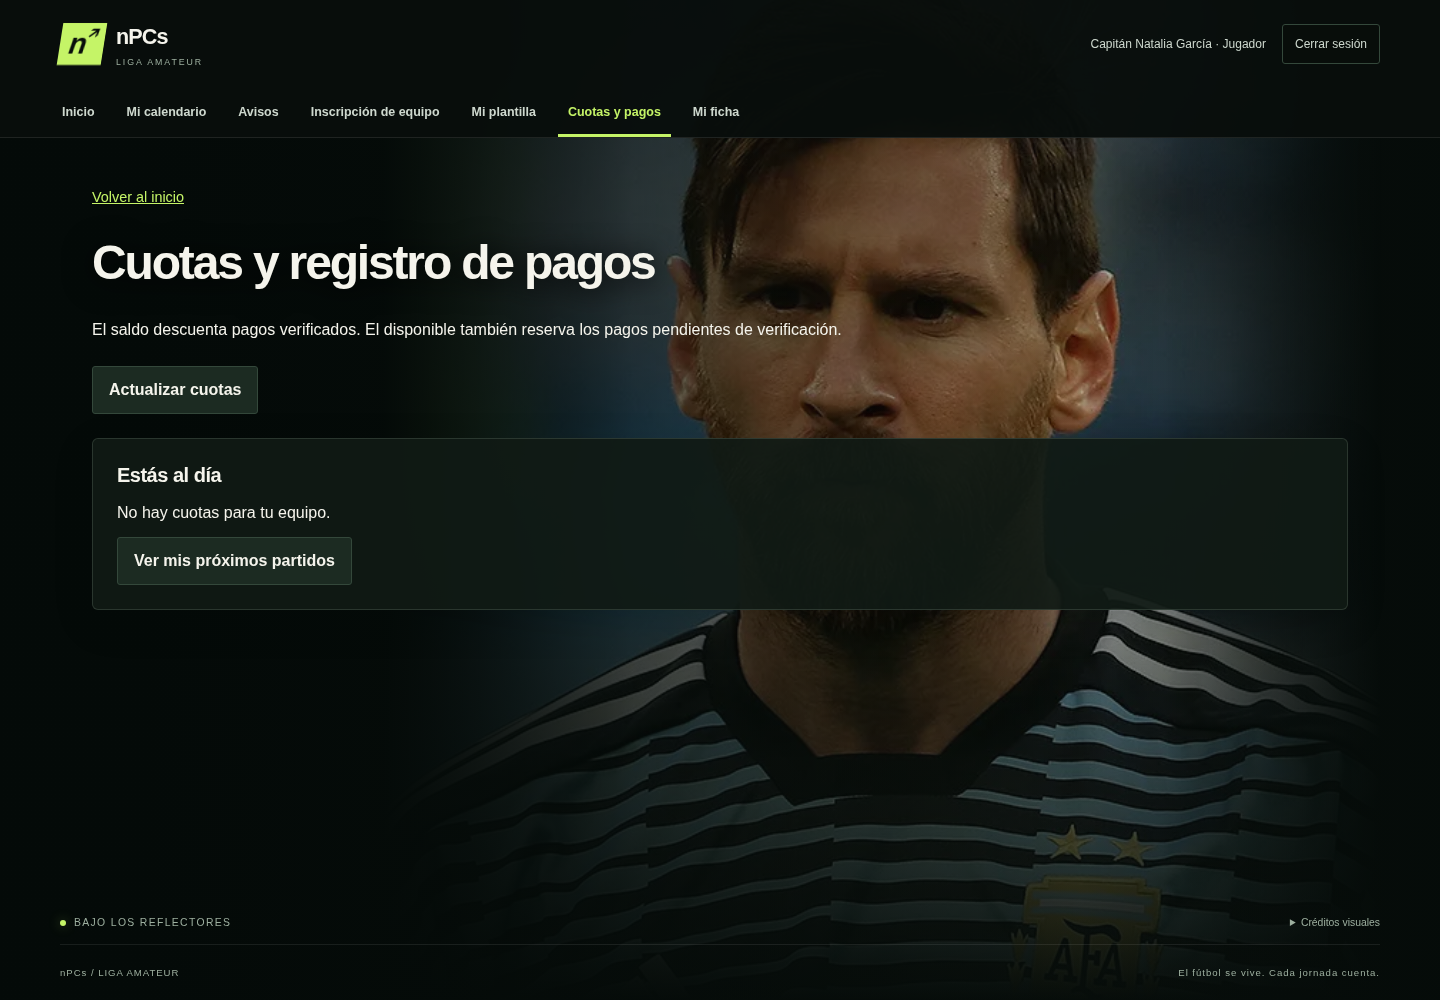 n
nPCs
LIGA AMATEUR
Capitán Natalia García · Jugador
Cerrar sesión
Inicio
Mi calendario
Avisos
Inscripción de equipo
Mi plantilla
Cuotas y pagos
Mi ficha
Volver al inicio
Cuotas y registro de pagos
El saldo descuenta pagos verificados. El disponible también reserva los pagos pendientes de verificación.
Actualizar cuotas
Estás al día
No hay cuotas para tu equipo.
Ver mis próximos partidos
AFA
BAJO LOS REFLECTORES
Créditos visuales
nPCs / LIGA AMATEUR
El fútbol se vive. Cada jornada cuenta.